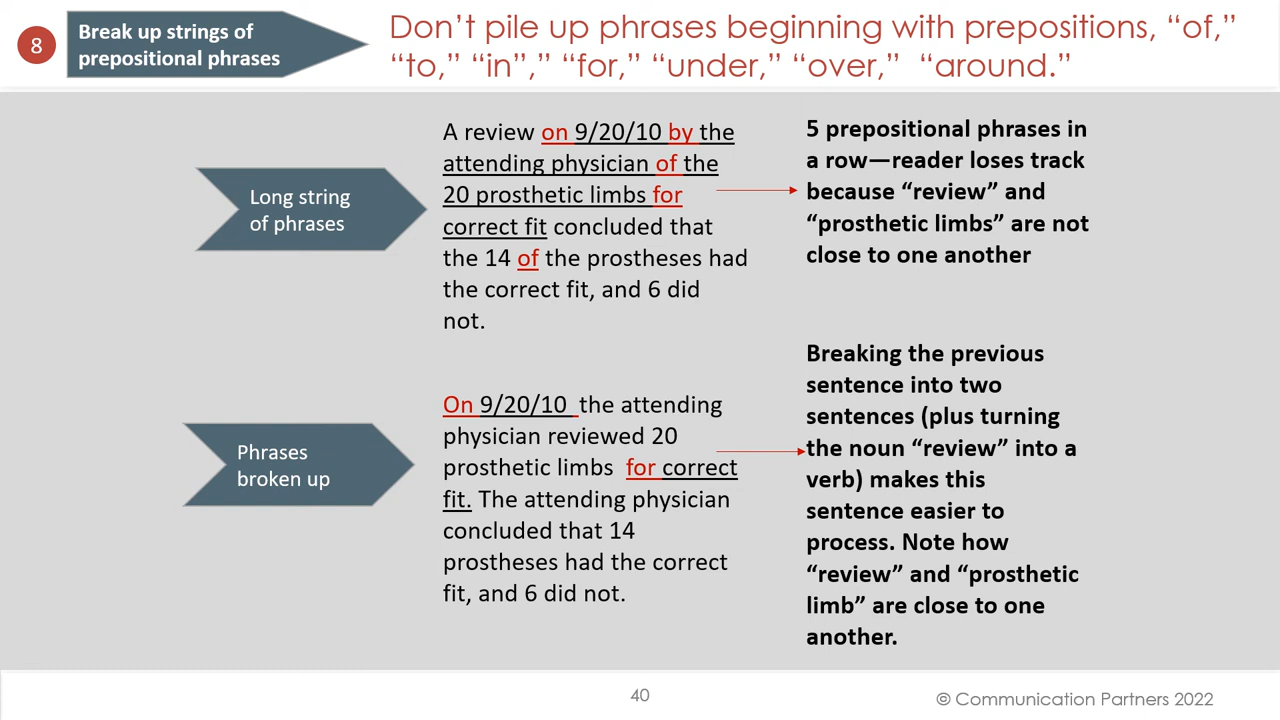 8
Break up strings of
prepositional phrases
Don’t pile up phrases beginning with prepositions, “of,”
“to,” “in”,” “for,” “under,” “over,”  “around.”
Long string
of phrases
A review on 9/20/10 by the
attending physician of the
20 prosthetic limbs for
correct fit concluded that
the 14 of the prostheses had
the correct fit, and 6 did
not.
5 prepositional phrases in
a row—reader loses track
because “review” and
“prosthetic limbs” are not
close to one another
Phrases
broken up
On 9/20/10  the attending
physician reviewed 20
prosthetic limbs  for correct
fit. The attending physician
concluded that 14
prostheses had the correct
fit, and 6 did not.
Breaking the previous
sentence into two
sentences (plus turning
the noun “review” into a
verb) makes this
sentence easier to
process. Note how
“review” and “prosthetic
limb” are close to one
another.
40
© Communication Partners 2022